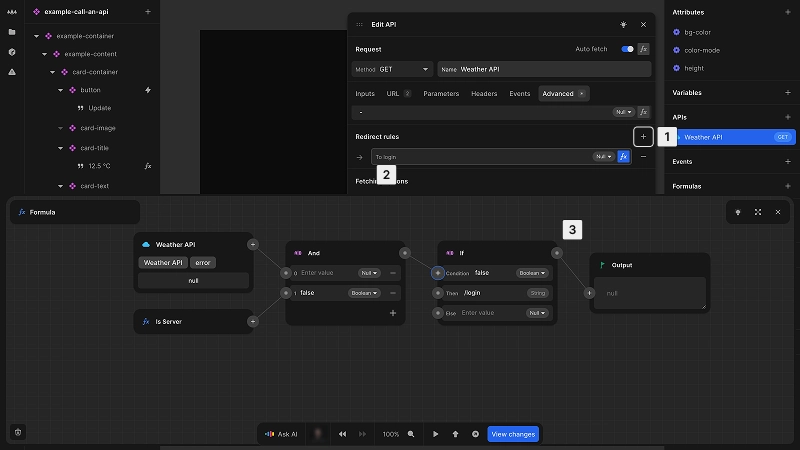 example-call-an-api
example-container
example-content
card-container
button
Update
card-image
card-title
12.5 °C
card-text
Edit API
Request
Auto fetch
Method GET
Name Weather API
Inputs
URL 2
Parameters
Headers
Events
Advanced
-
Null
Redirect rules
1
To login
Null
2
Attributes
bg-color
color-mode
height
Variables
APIs
Weather API
GET
Events
Formulas
Formula
3
Weather API
Weather API error
null
Is Server
And
0 Enter value Null
1 false Boolean
If
Condition false Boolean
Then /login String
Else Enter value Null
Output
null
Ask AI
100%
View changes